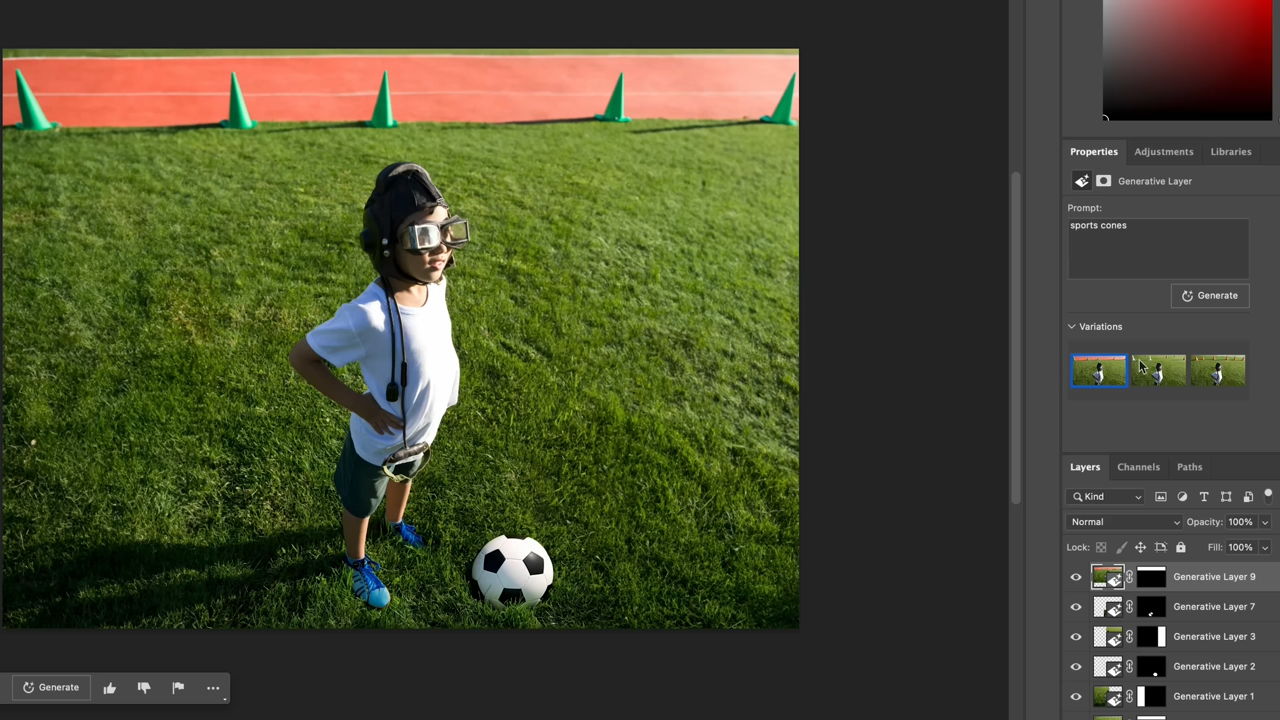 Properties
Adjustments
Libraries
Generative Layer
Prompt:
sports cones
Generate
Variations
Layers
Channels
Paths
Kind
Normal
Opacity: 100%
Lock:
Fill: 100%
Generative Layer 9
Generative Layer 7
Generative Layer 3
Generative Layer 2
Generative Layer 1
Generate